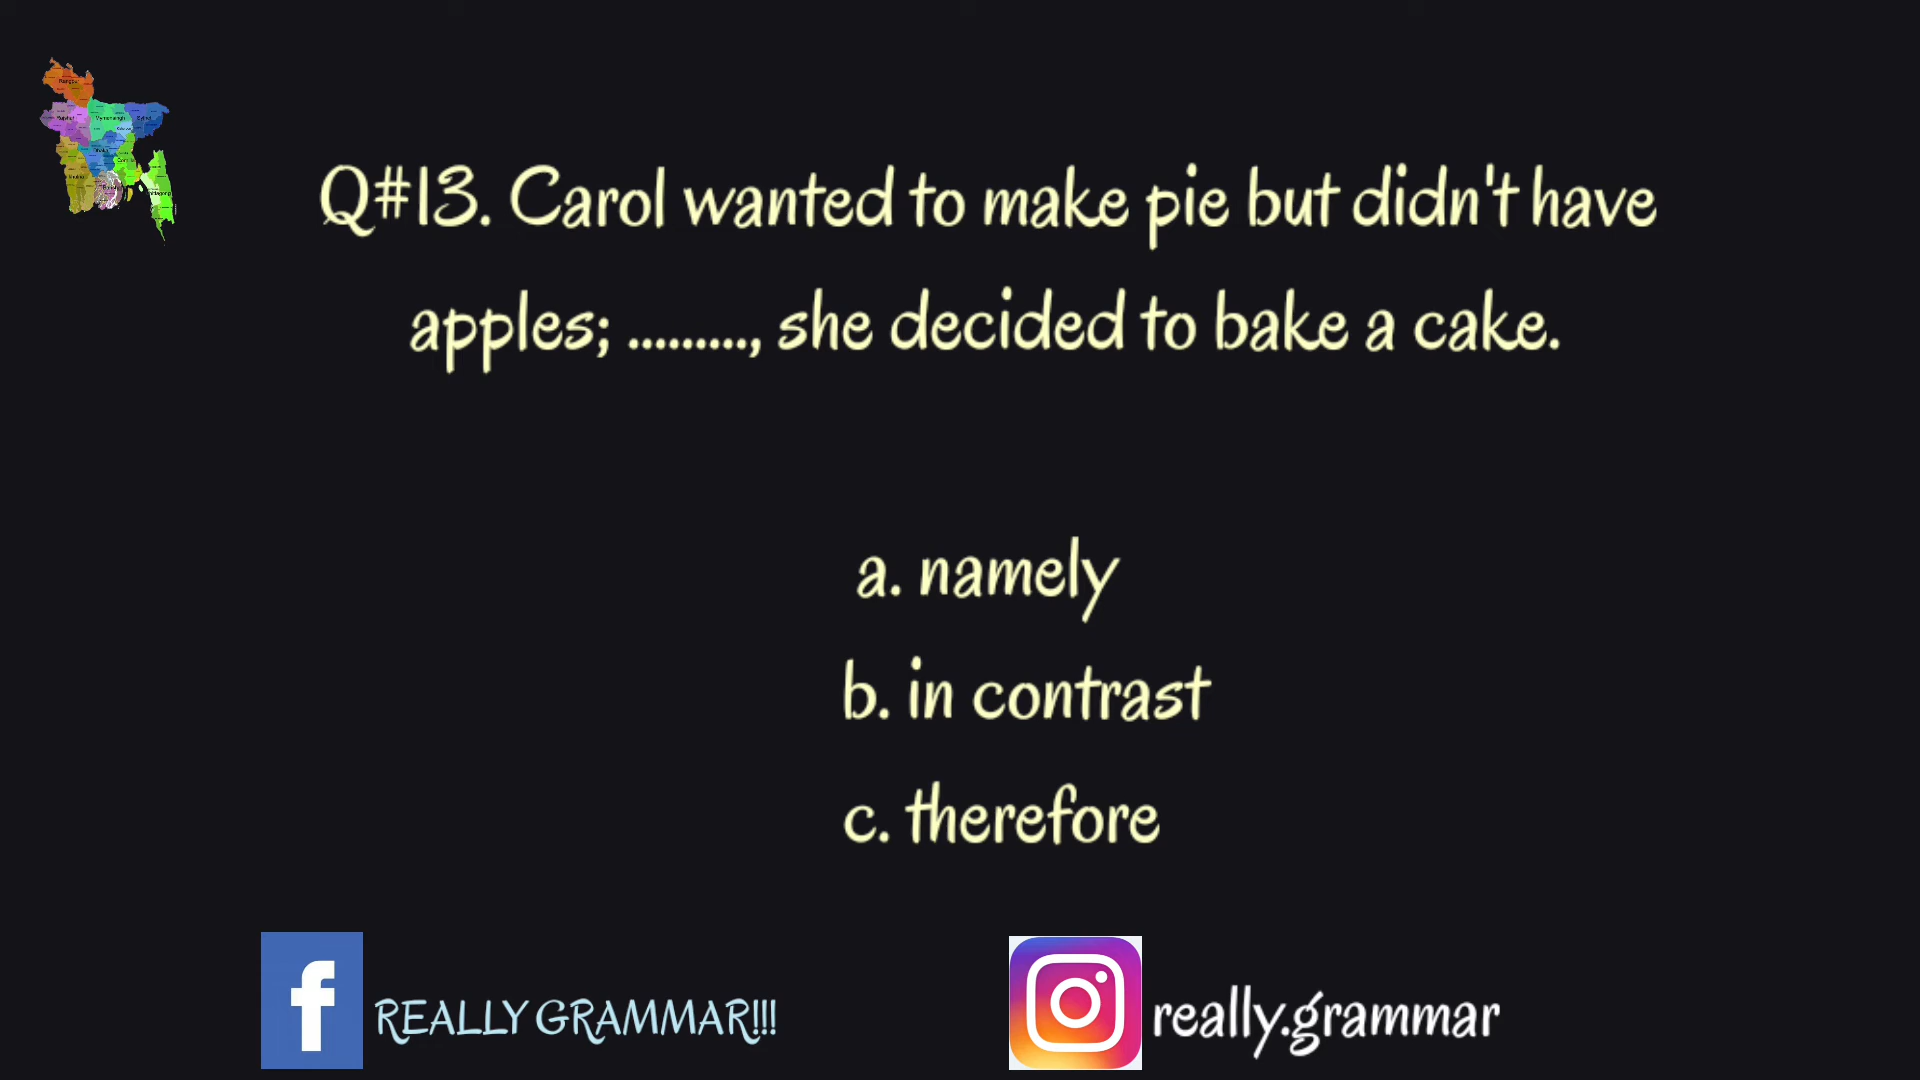 Q#13. Carol wanted to make pie but didn't have
apples; ........., she decided to bake a cake.
a. namely
b. in contrast
c. therefore
REALLY GRAMMAR!!!
really.grammar